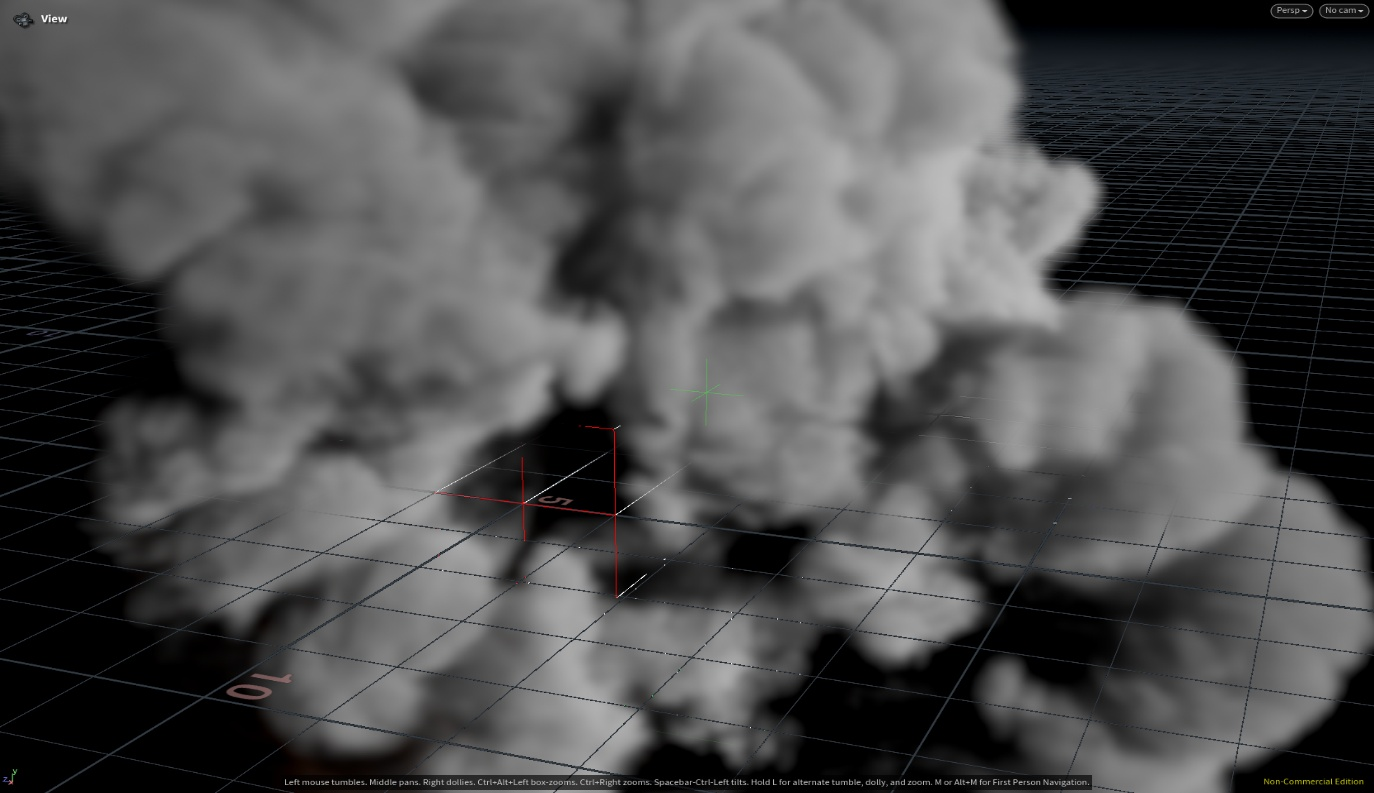 View
Persp
No cam
5
10
y
z
Left mouse tumbles. Middle pans. Right dollies. Ctrl+Alt+Left box-zooms. Ctrl+Right zooms. Spacebar-Ctrl-Left tilts. Hold L for alternate tumble, dolly, and zoom. M or Alt+M for First Person Navigation.
Non-Commercial Edition